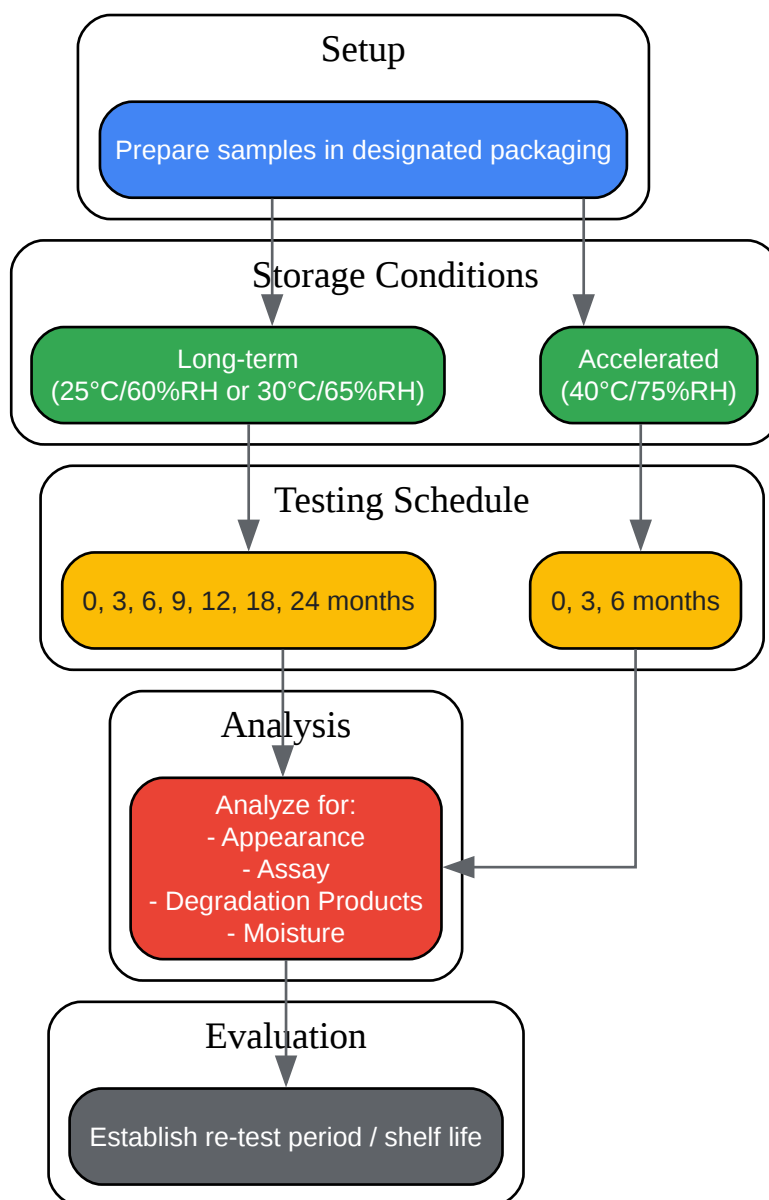 Setup
Prepare samples in designated packaging
Storage Conditions
Long-term
(25°C/60%RH or 30°C/65%RH)
Accelerated
(40°C/75%RH)
Testing Schedule
0, 3, 6, 9, 12, 18, 24 months
0, 3, 6 months
Analysis
Analyze for:
- Appearance
- Assay
- Degradation Products
- Moisture
Evaluation
Establish re-test period / shelf life